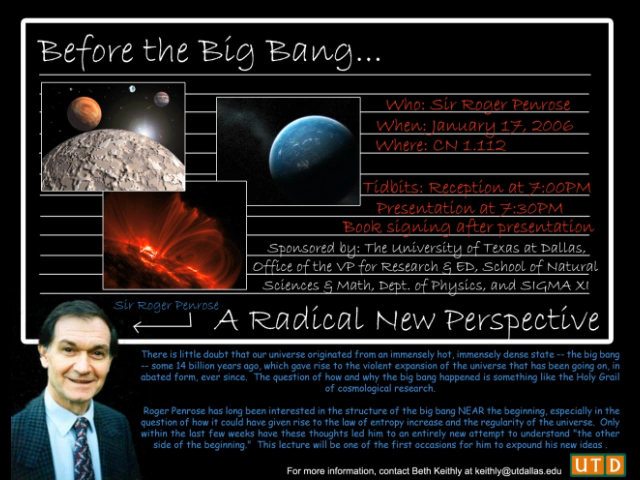 Before the Big Bang...
Who: Sir Roger Penrose
When: January 17, 2006
Where: CN 1.112
Tidbits: Reception at 7:00PM
Presentation at 7:30PM
Book signing after presentation
Sponsored by: The University of Texas at Dallas,
Office of the VP for Research & ED, School of Natural
Sciences & Math, Dept. of Physics, and SIGMA XI
Sir Roger Penrose
A Radical New Perspective
There is little doubt that our universe originated from an immensely hot, immensely dense state -- the big bang
-- some 14 billion years ago, which gave rise to the violent expansion of the universe that has been going on, in
abated form, ever since. The question of how and why the big bang happened is something like the Holy Grail
of cosmological research.
Roger Penrose has long been interested in the structure of the big bang NEAR the beginning, especially in the
question of how it could have given rise to the law of entropy increase and the regularity of the universe. Only
within the last few weeks have these thoughts led him to an entirely new attempt to understand "the other
side of the beginning." This lecture will be one of the first occasions for him to expound his new ideas .
For more information, contact Beth Keithly at keithly@utdallas.edu
UTD